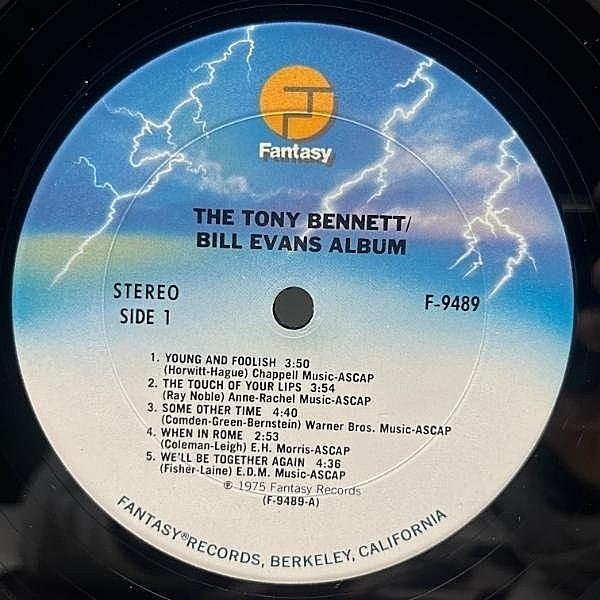 Fantasy
THE TONY BENNETT/
BILL EVANS ALBUM
STEREO
SIDE 1
F-9489
1. YOUNG AND FOOLISH 3:50
(Horwitt-Hague) Chappell Music-ASCAP
2. THE TOUCH OF YOUR LIPS 3:54
(Ray Noble) Anne-Rachel Music-ASCAP
3. SOME OTHER TIME 4:40
(Comden-Green-Bernstein) Warner Bros. Music-ASCAP
4. WHEN IN ROME 2:53
(Coleman-Leigh) E.H. Morris-ASCAP
5. WE'LL BE TOGETHER AGAIN 4:36
(Fisher-Laine) E.D.M. Music-ASCAP
℗ 1975 Fantasy Records
(F-9489-A)
FANTASY® RECORDS, BERKELEY, CALIFORNIA